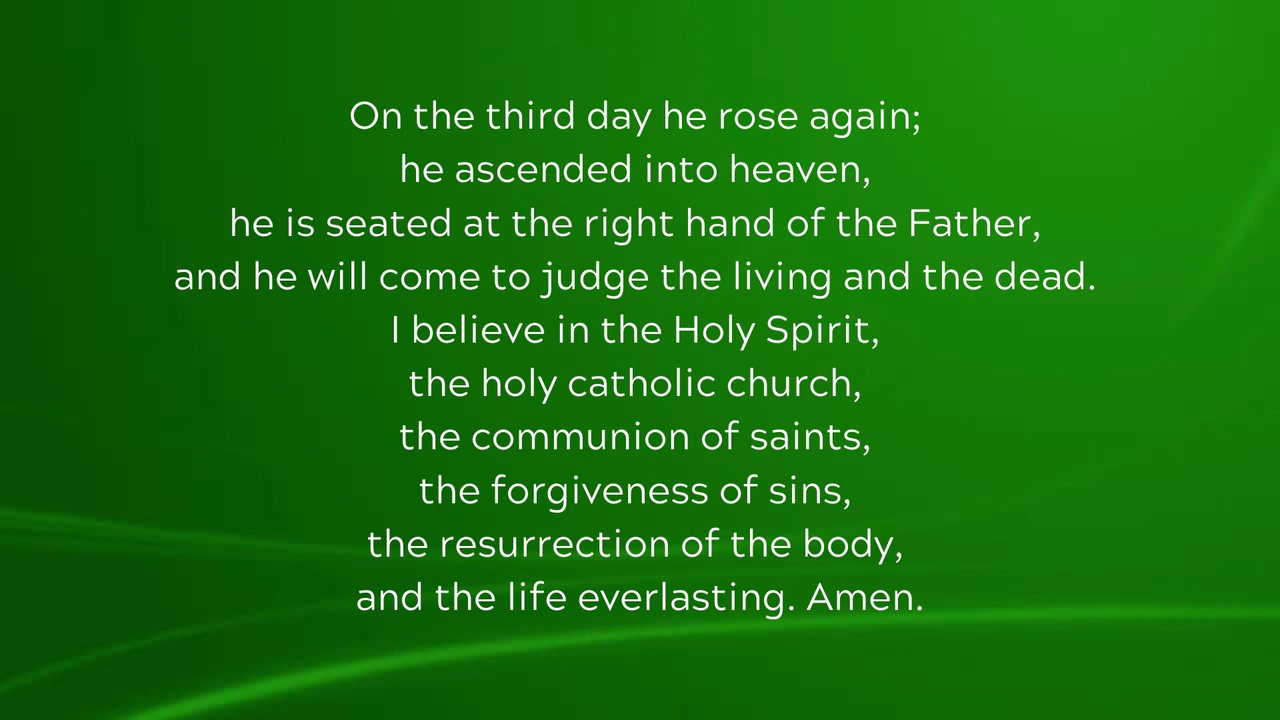 On the third day he rose again;
he ascended into heaven,
he is seated at the right hand of the Father,
and he will come to judge the living and the dead.
I believe in the Holy Spirit,
the holy catholic church,
the communion of saints,
the forgiveness of sins,
the resurrection of the body,
and the life everlasting. Amen.